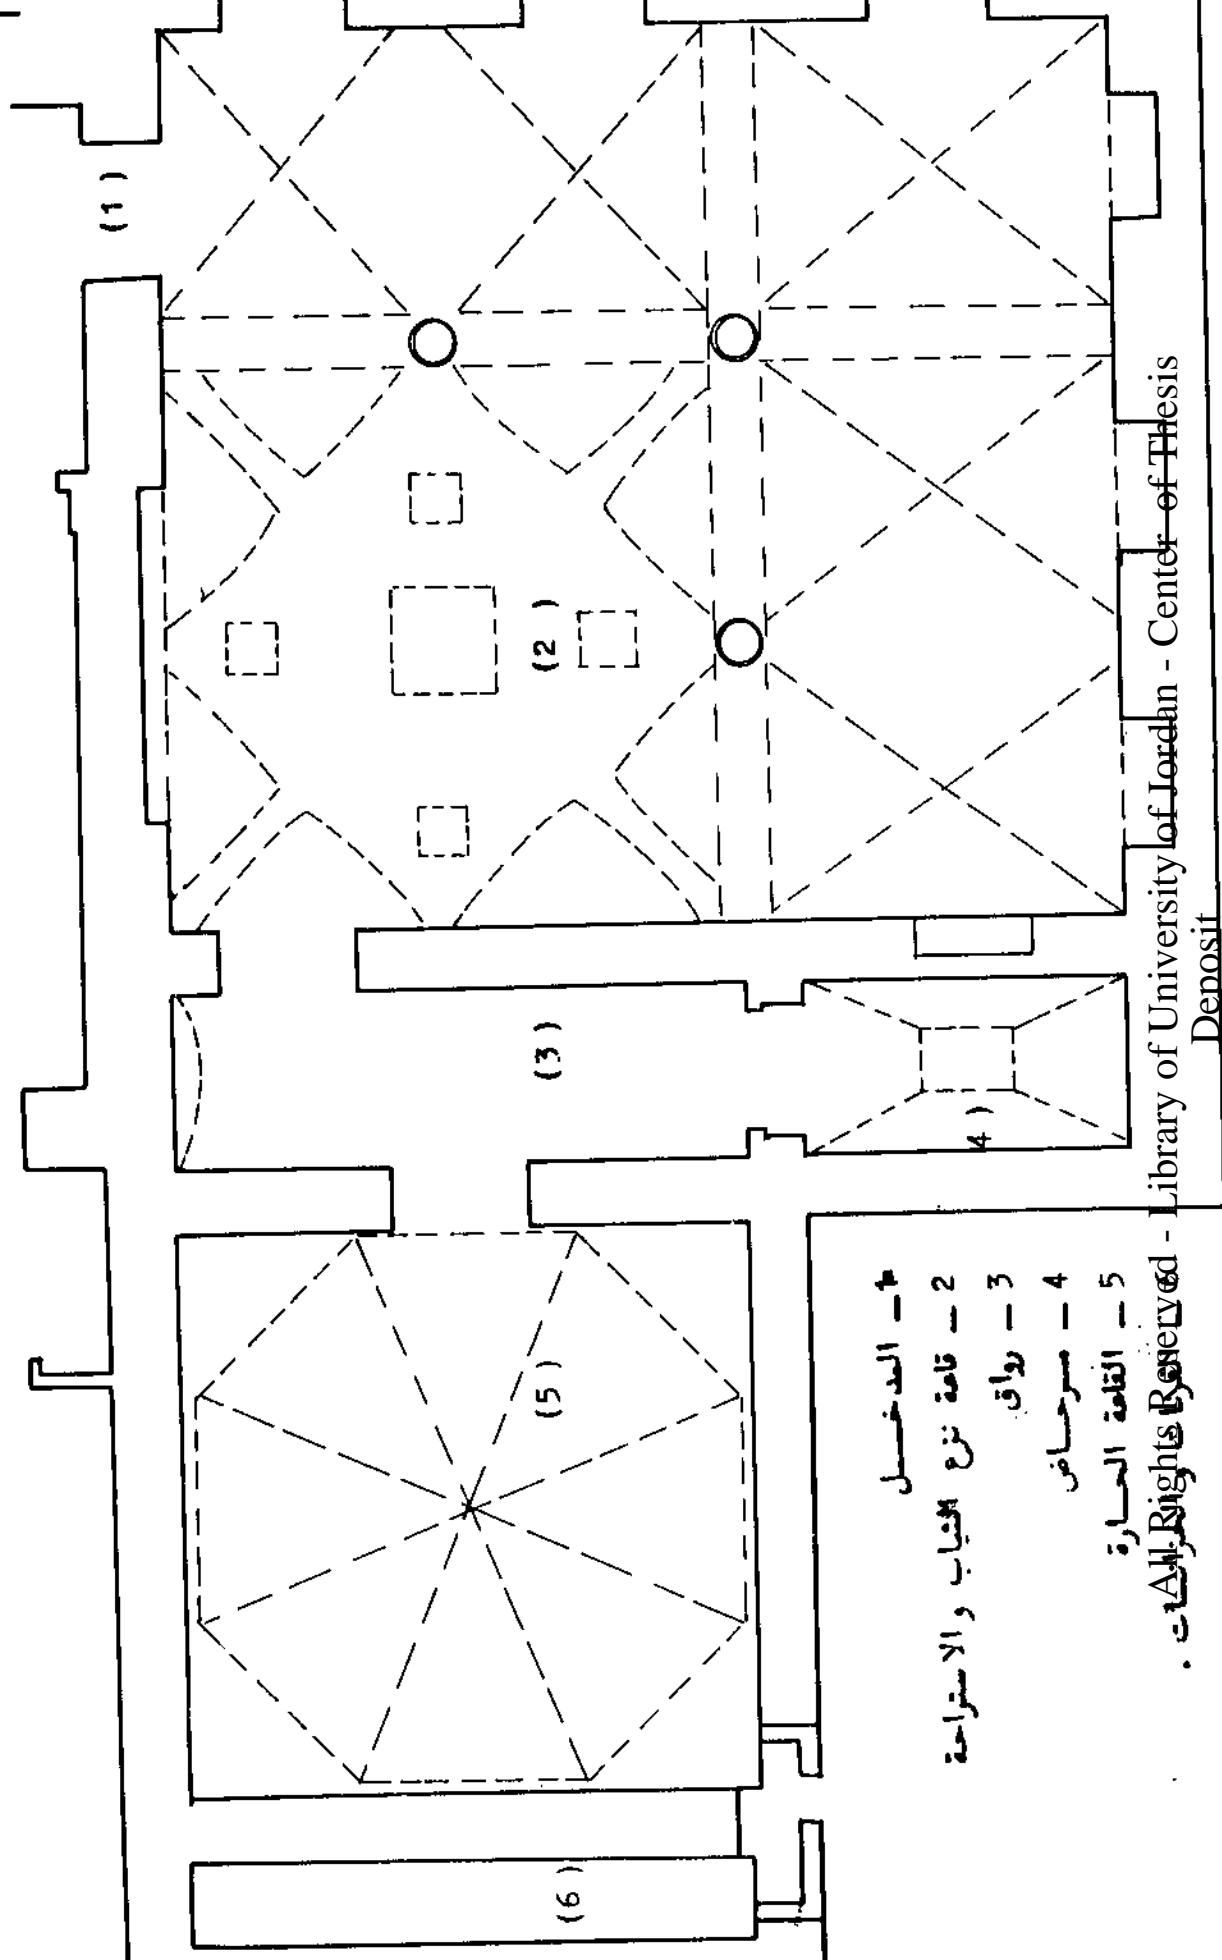 (1)
(2)
(3)
(4)
(5)
(6)
1 – المدخل
2 – قاعة نزع الثياب والاستراحة
3 – رواق
4 – مرحاض
5 – القاعة الحارة
6 –
All Rights Reserved - Library of University of Jordan - Center of Thesis
Deposit